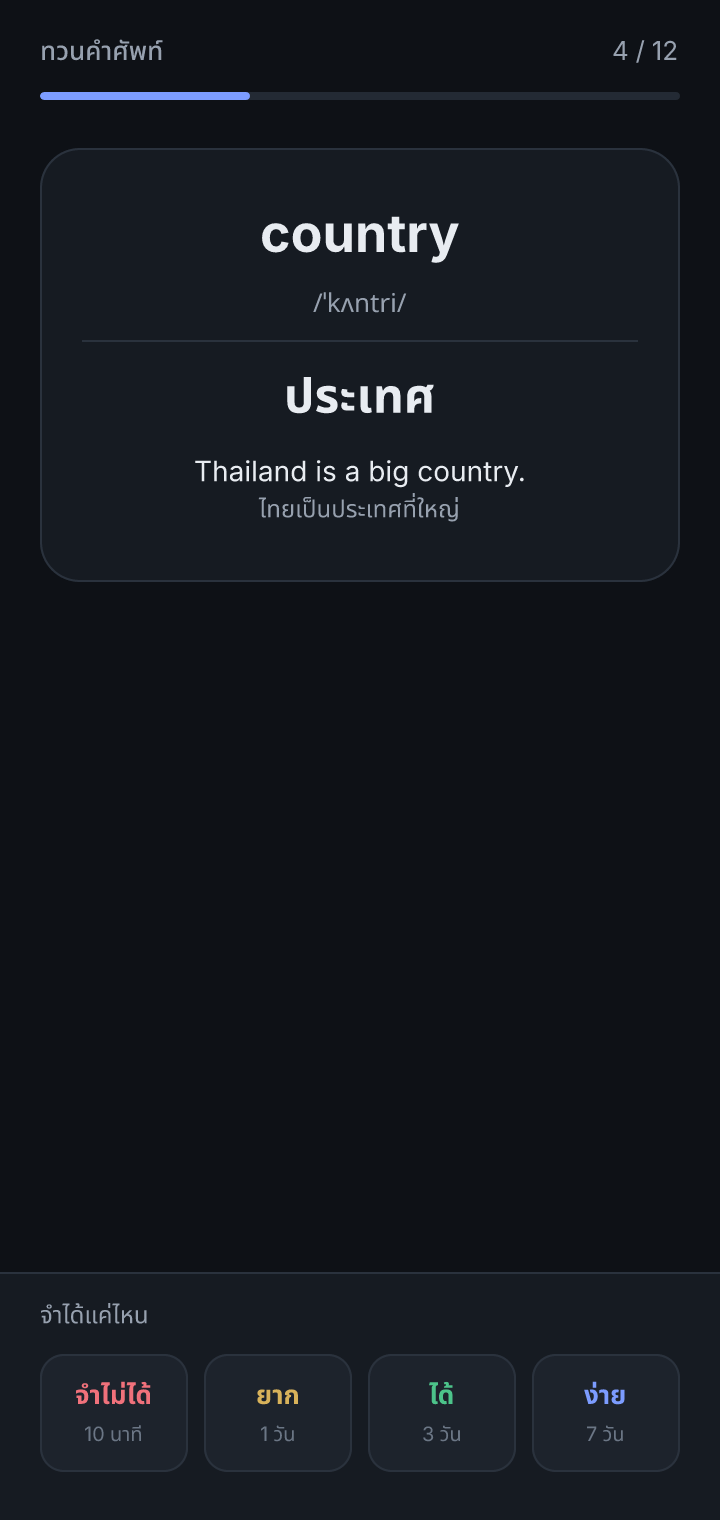 ทวนคำศัพท์ 4 / 12
country
/ˈkʌntri/
ประเทศ
Thailand is a big country.
ไทยเป็นประเทศที่ใหญ่
จำได้แค่ไหน
จำไม่ได้ ยาก ได้ ง่าย
10 นาที 1 วัน 3 วัน 7 วัน